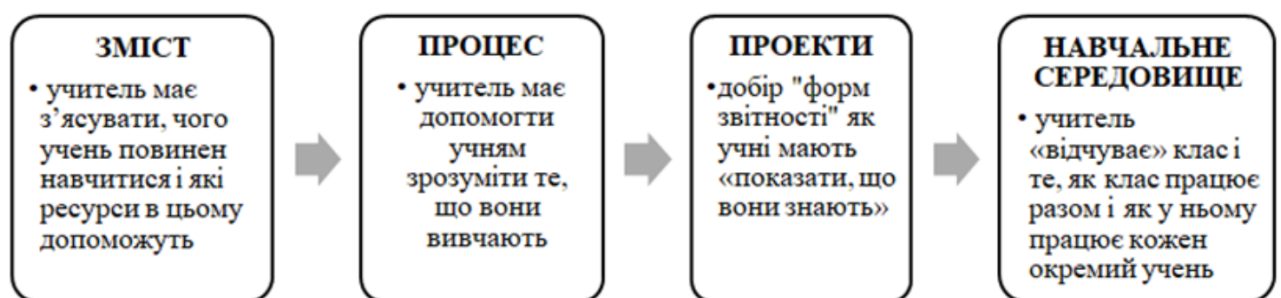 ЗМІСТ
• учитель має
з’ясувати, чого
учень повинен
навчитися і які
ресурси в цьому
допоможуть
ПРОЦЕС
• учитель має
допомогти
учням
зрозуміти те,
що вони
вивчають
ПРОЕКТИ
•добір "форм
звітності" як
учні мають
«показати, що
вони знають»
НАВЧАЛЬНЕ
СЕРЕДОВИЩЕ
• учитель
«відчуває» клас і
те, як клас працює
разом і як у ньому
працює кожен
окремий учень